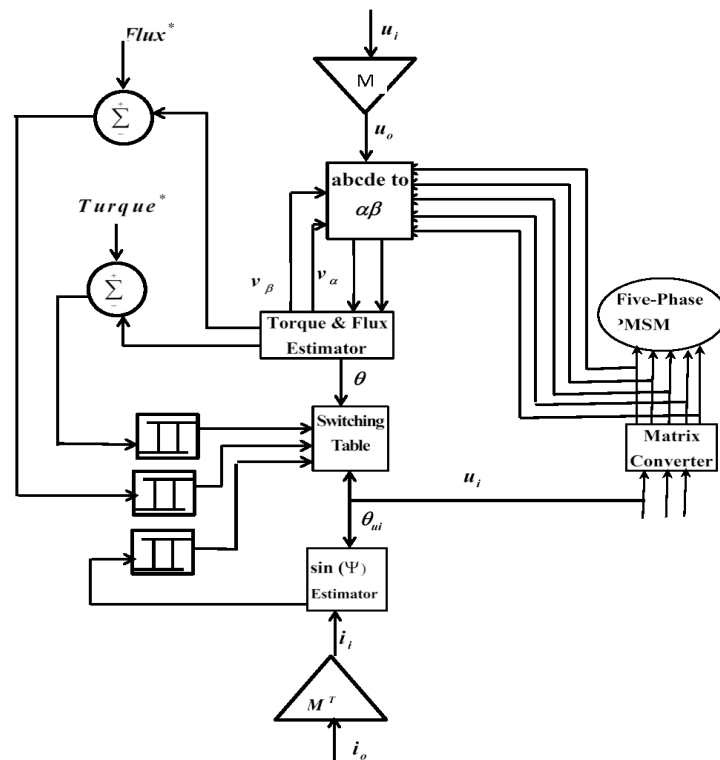 Flux*
u_i
M
u_o
Σ
+
−
abcde to
αβ
Turque*
Σ
+
−
v_β
v_α
Five-Phase
PMSM
Torque & Flux
Estimator
θ
Switching
Table
Matrix
Converter
u_i
θ_ui
sin (Ψ)
Estimator
i_i
M^T
i_o